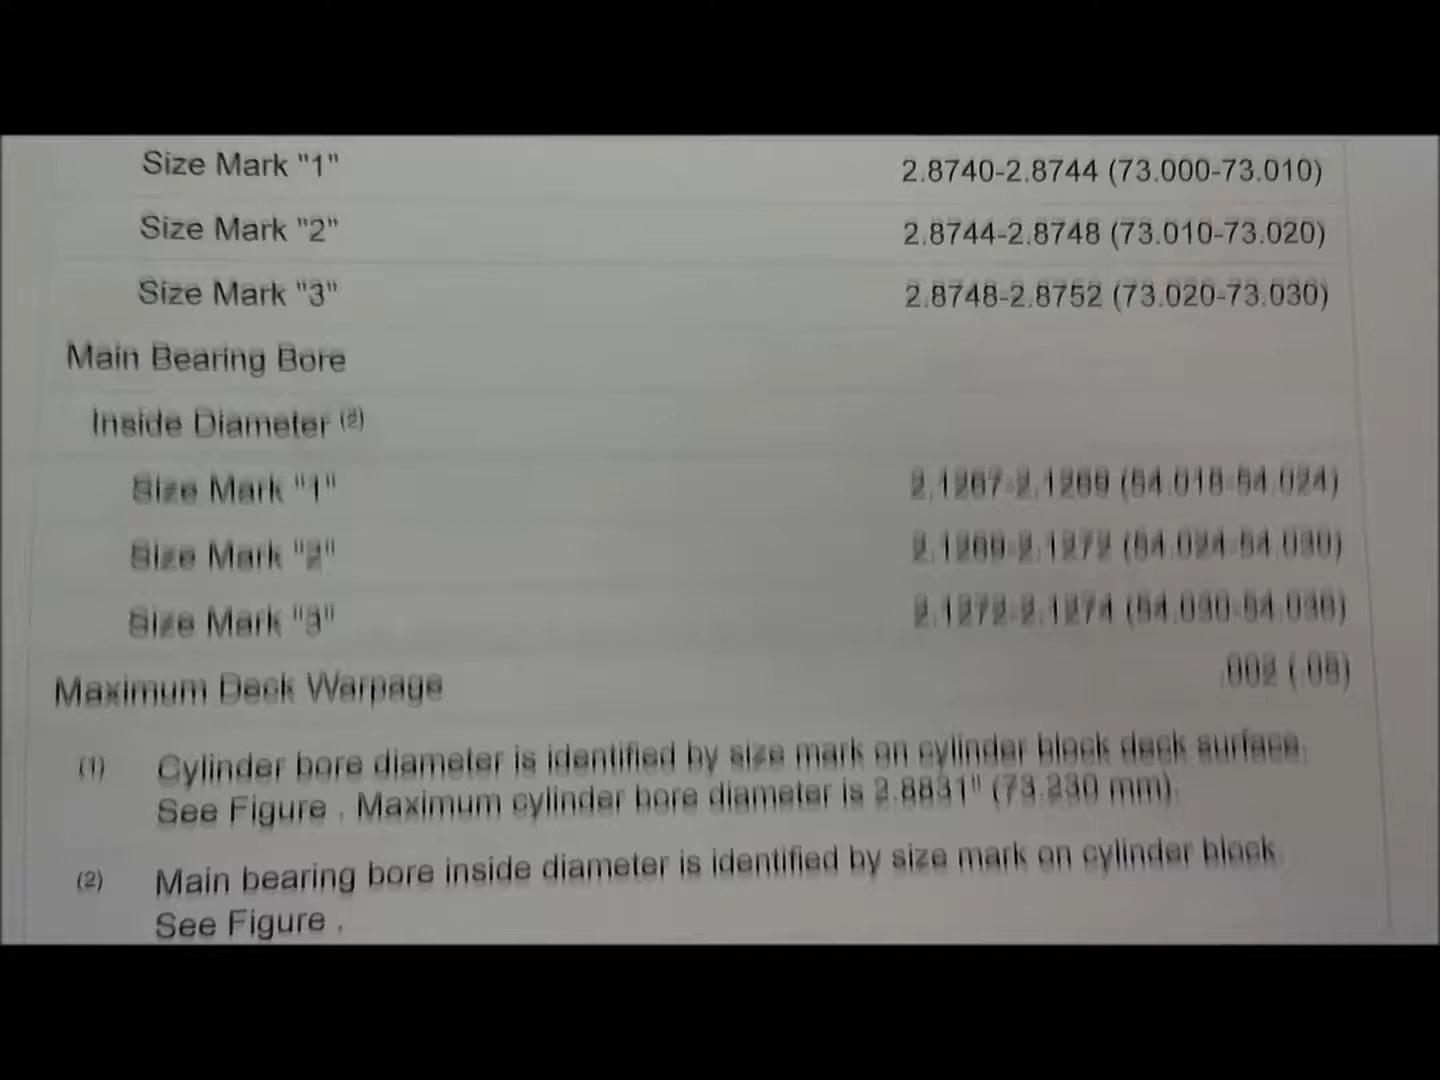 Size Mark "1" 2.8740-2.8744 (73.000-73.010)
Size Mark "2" 2.8744-2.8748 (73.010-73.020)
Size Mark "3" 2.8748-2.8752 (73.020-73.030)
Main Bearing Bore
Inside Diameter (2)
Size Mark "1" 2.1267-2.1269 (54.018-54.024)
Size Mark "2" 2.1269-2.1272 (54.024-54.030)
Size Mark "3" 2.1272-2.1274 (54.030-54.036)
Maximum Deck Warpage .002 (.05)
(1) Cylinder bore diameter is identified by size mark on cylinder block deck surface.
See Figure . Maximum cylinder bore diameter is 2.8831" (73.230 mm).
(2) Main bearing bore inside diameter is identified by size mark on cylinder block
See Figure .